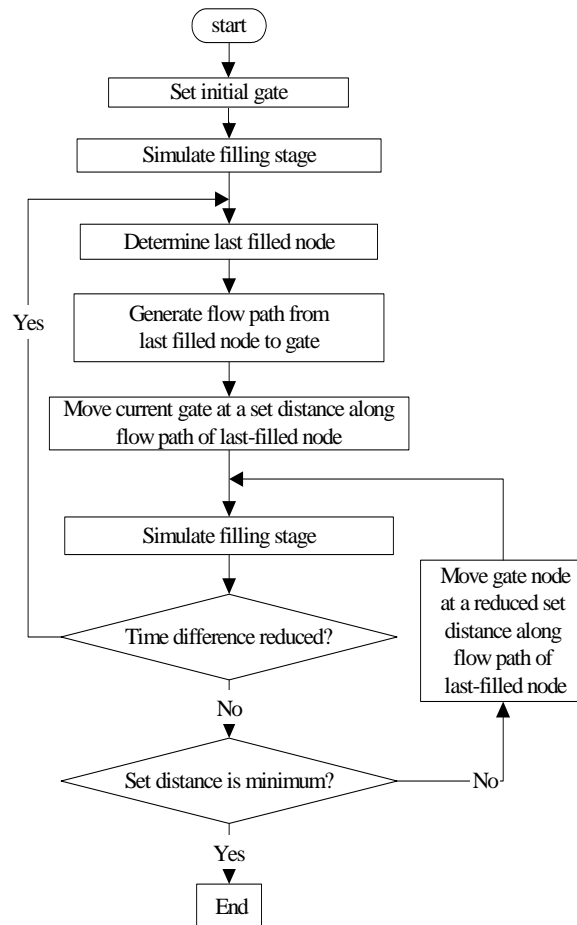 start
Set initial gate
Simulate filling stage
Determine last filled node
Generate flow path from
last filled node to gate
Yes
Move current gate at a set distance along
flow path of last-filled node
Simulate filling stage
Move gate node
at a reduced set
distance along
flow path of
last-filled node
Time difference reduced?
No
Set distance is minimum?
No
Yes
End